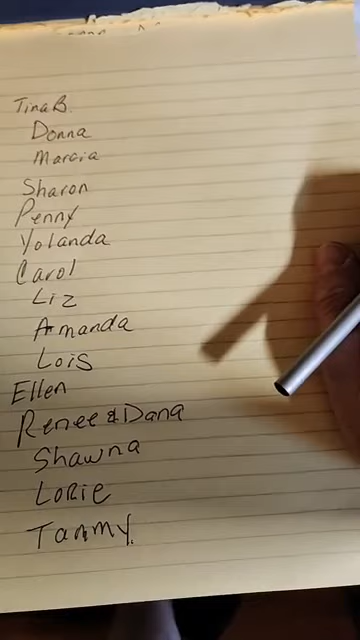 Tina B.
Donna
Marcia
Sharon
Penny
Yolanda
Carol
Liz
Amanda
Lois
Ellen
Renee & Dana
Shawna
LORIE
Tammy.